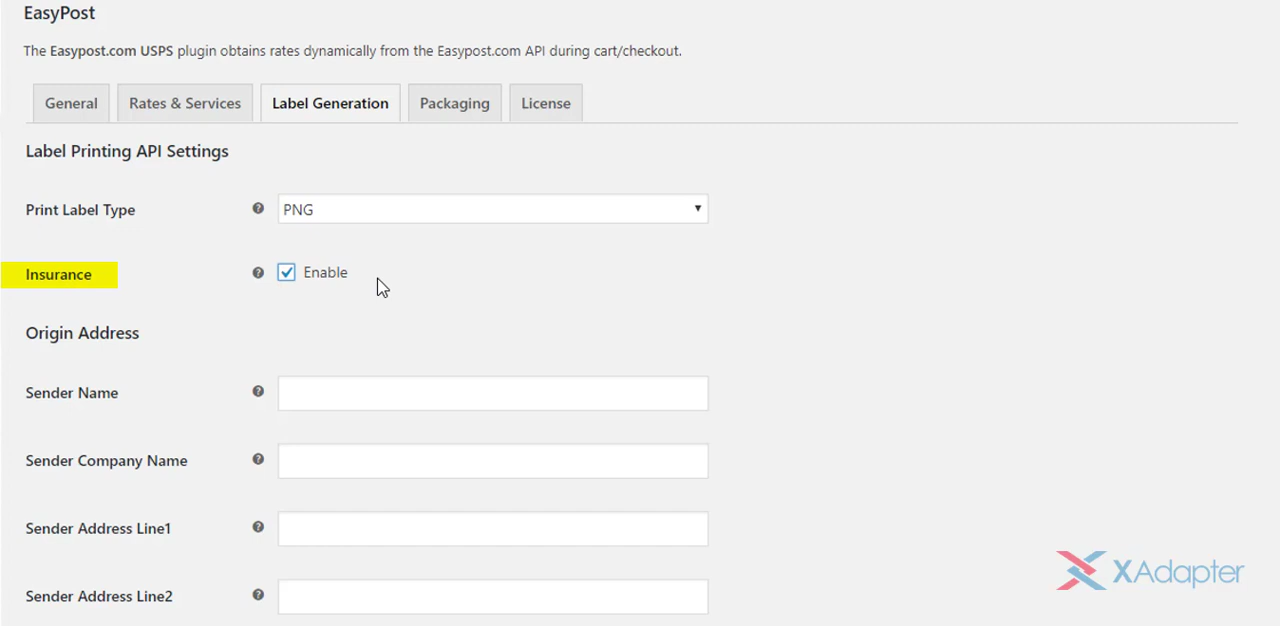 EasyPost
The Easypost.com USPS plugin obtains rates dynamically from the Easypost.com API during cart/checkout.
General Rates & Services Label Generation Packaging License
Label Printing API Settings
Print Label Type ? PNG
Insurance ? Enable
Origin Address
Sender Name ?
Sender Company Name ?
Sender Address Line1 ?
XAdapter
Sender Address Line2 ?